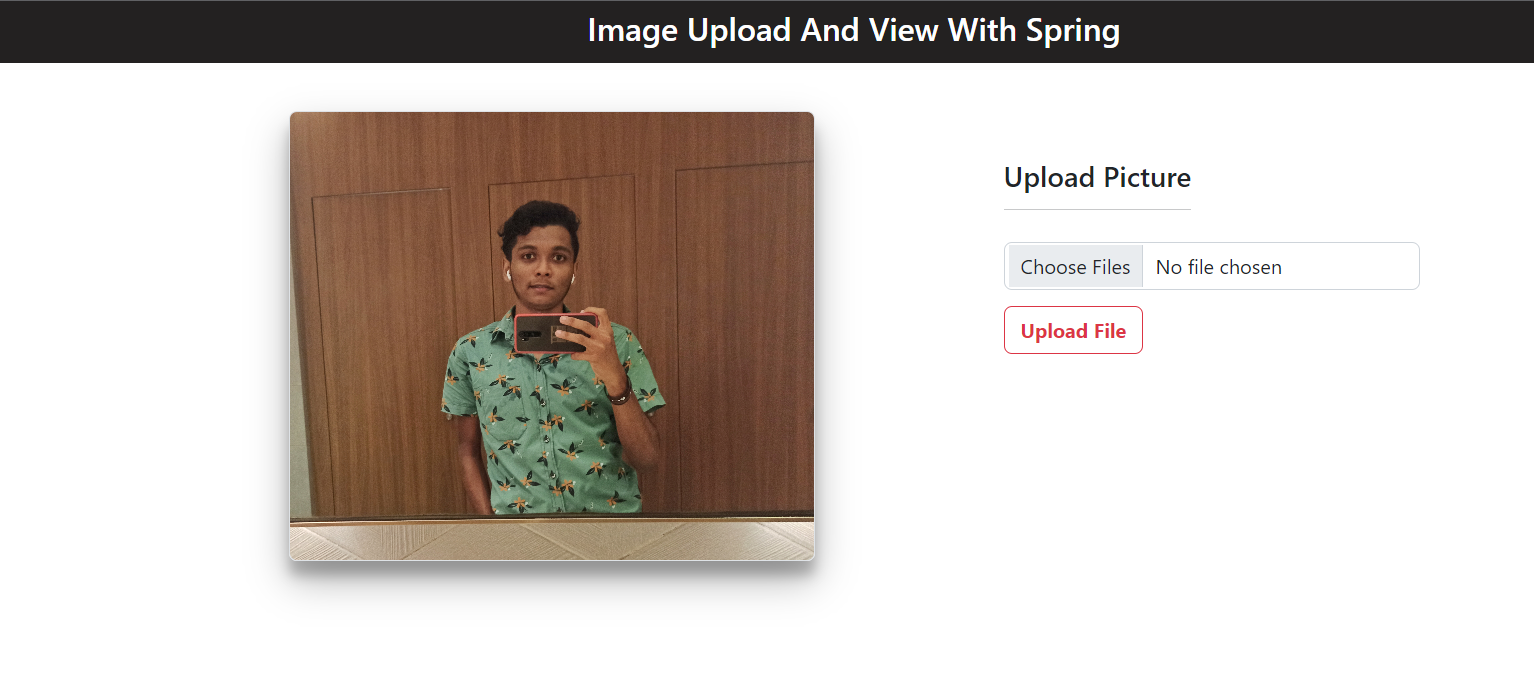 Image Upload And View With Spring
Upload Picture
Choose Files No file chosen
Upload File